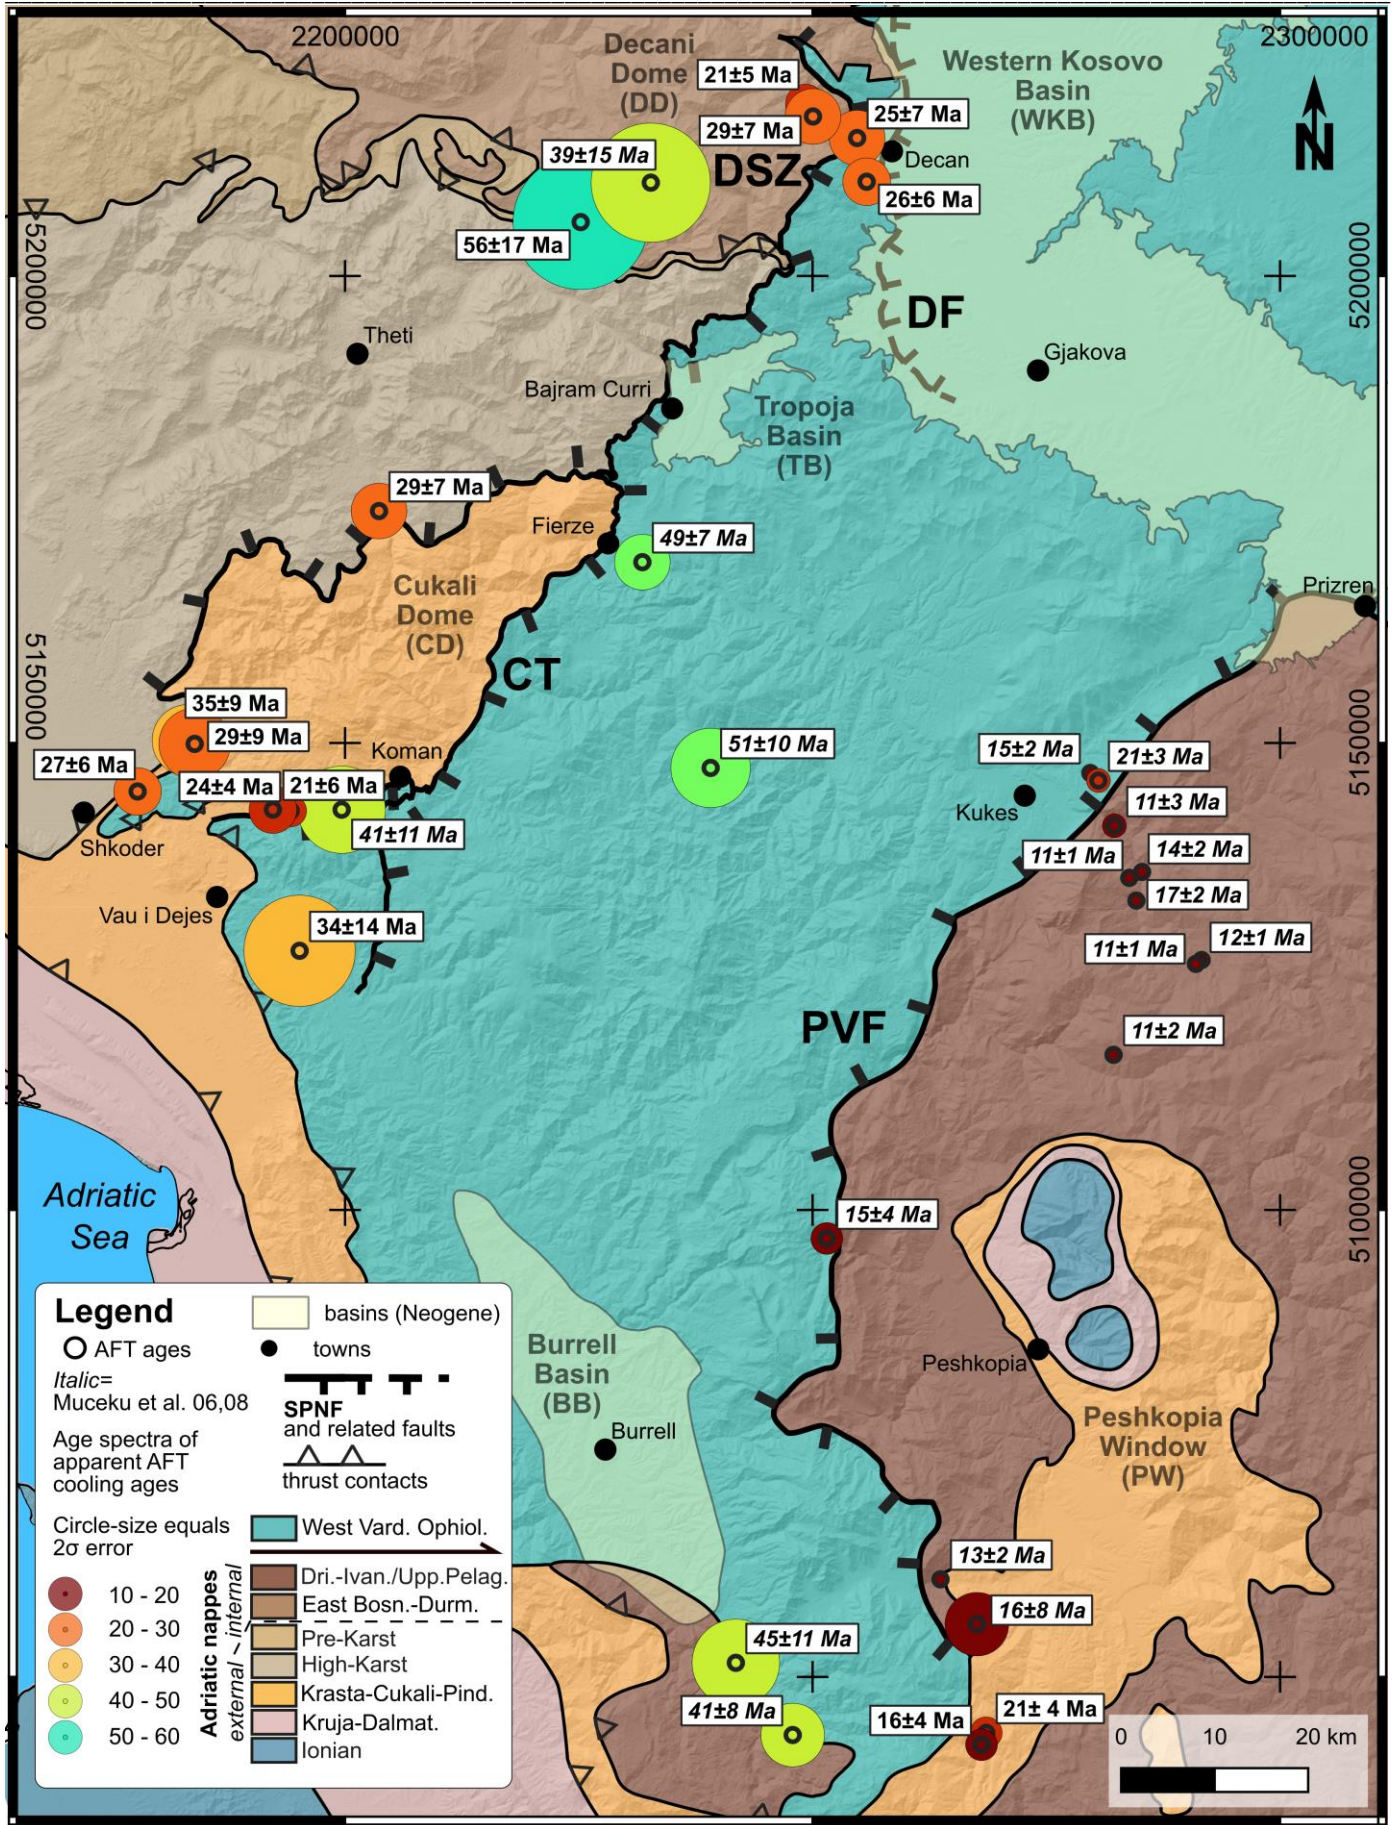 2200000
2300000
Decani
Dome
(DD)
Western Kosovo
Basin
(WKB)
N
21±5 Ma
29±7 Ma
25±7 Ma
39±15 Ma
DSZ
Decan
26±6 Ma
56±17 Ma
5200000
5200000
DF
Theti
Gjakova
Bajram Curri
Tropoja
Basin
(TB)
29±7 Ma
Fierze
49±7 Ma
Cukali
Dome
(CD)
Prizren
CT
5150000
5150000
35±9 Ma
29±9 Ma
Koman
51±10 Ma
27±6 Ma
24±4 Ma
21±6 Ma
15±2 Ma
21±3 Ma
Kukes
11±3 Ma
41±11 Ma
Shkoder
11±1 Ma
14±2 Ma
17±2 Ma
Vau i Dejes
34±14 Ma
11±1 Ma
12±1 Ma
PVF
11±2 Ma
Adriatic
Sea
15±4 Ma
5100000
Burrell
Basin
(BB)
Burrell
Peshkopia
Peshkopia
Window
(PW)
13±2 Ma
16±8 Ma
45±11 Ma
41±8 Ma
16±4 Ma
21± 4 Ma
0 10 20 km
Legend
AFT ages
Italic=
Muceku et al. 06,08
Age spectra of
apparent AFT
cooling ages
Circle-size equals
2σ error
10 - 20
20 - 30
30 - 40
40 - 50
50 - 60
basins (Neogene)
towns
SPNF
and related faults
thrust contacts
West Vard. Ophiol.
Adriatic nappes
external ~ internal
Dri.-Ivan./Upp.Pelag.
East Bosn.-Durm.
Pre-Karst
High-Karst
Krasta-Cukali-Pind.
Kruja-Dalmat.
Ionian